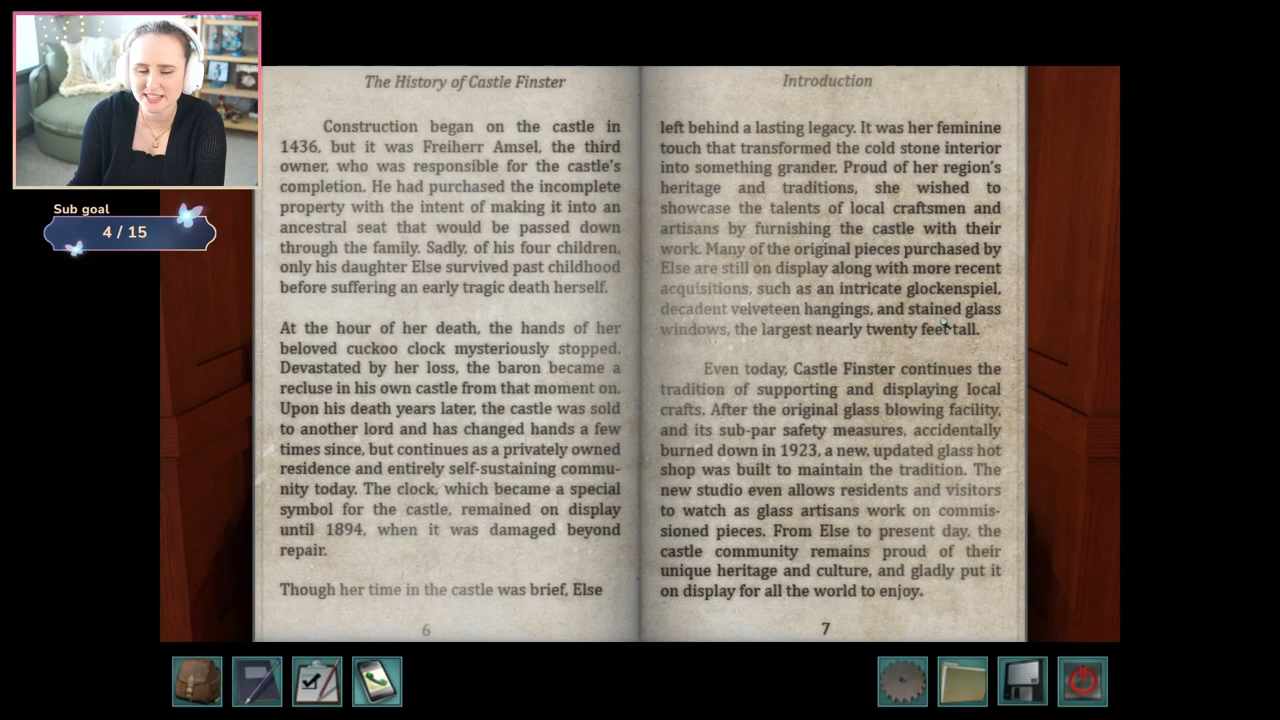 Sub goal
4 / 15
The History of Castle Finster
Construction began on the castle in
1436, but it was Freiherr Amsel, the third
owner, who was responsible for the castle's
completion. He had purchased the incomplete
property with the intent of making it into an
ancestral seat that would be passed down
through the family. Sadly, of his four children,
only his daughter Else survived past childhood
before suffering an early tragic death herself.
At the hour of her death, the hands of her
beloved cuckoo clock mysteriously stopped.
Devastated by her loss, the baron became a
recluse in his own castle from that moment on.
Upon his death years later, the castle was sold
to another lord and has changed hands a few
times since, but continues as a privately owned
residence and entirely self-sustaining commu-
nity today. The clock, which became a special
symbol for the castle, remained on display
until 1894, when it was damaged beyond
repair.
Though her time in the castle was brief, Else
6
Introduction
left behind a lasting legacy. It was her feminine
touch that transformed the cold stone interior
into something grander. Proud of her region's
heritage and traditions, she wished to
showcase the talents of local craftsmen and
artisans by furnishing the castle with their
work. Many of the original pieces purchased by
Else are still on display along with more recent
acquisitions, such as an intricate glockenspiel,
decadent velveteen hangings, and stained glass
windows, the largest nearly twenty feet tall.
Even today, Castle Finster continues the
tradition of supporting and displaying local
crafts. After the original glass blowing facility,
and its sub-par safety measures, accidentally
burned down in 1923, a new, updated glass hot
shop was built to maintain the tradition. The
new studio even allows residents and visitors
to watch as glass artisans work on commis-
sioned pieces. From Else to present day, the
castle community remains proud of their
unique heritage and culture, and gladly put it
on display for all the world to enjoy.
7